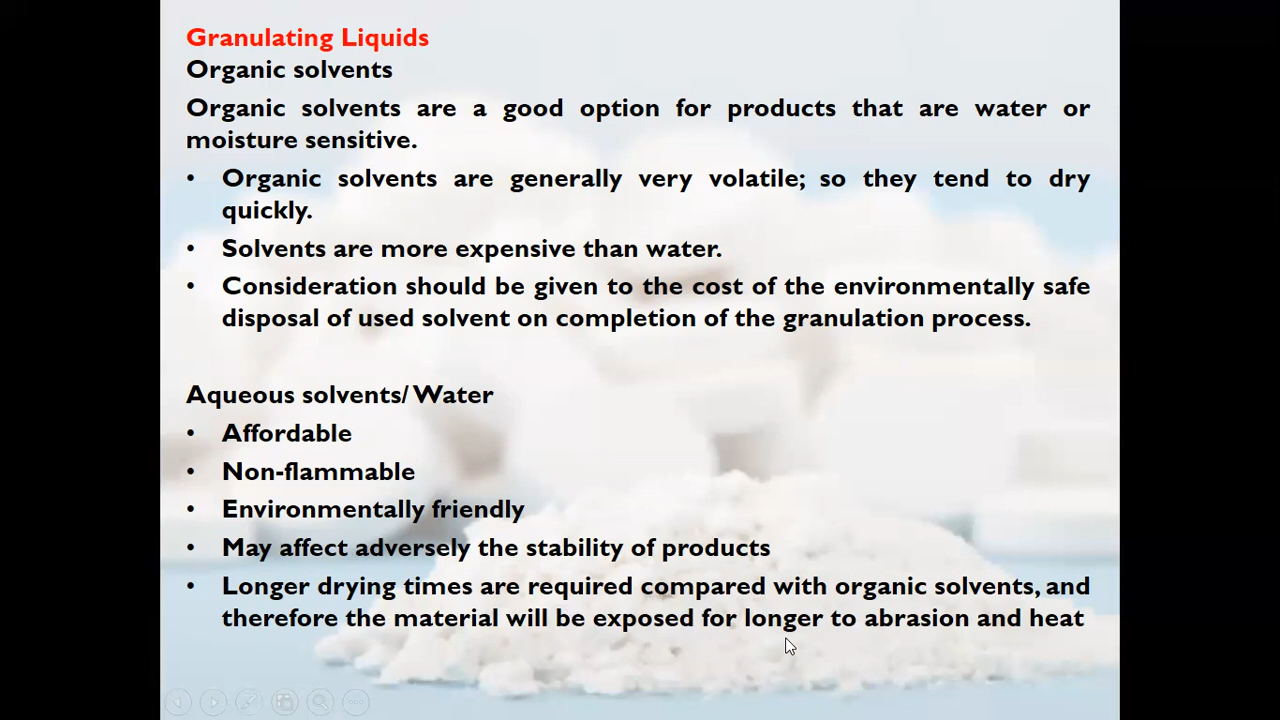 Granulating Liquids
Organic solvents
Organic solvents are a good option for products that are water or
moisture sensitive.
• Organic solvents are generally very volatile; so they tend to dry
quickly.
• Solvents are more expensive than water.
• Consideration should be given to the cost of the environmentally safe
disposal of used solvent on completion of the granulation process.
Aqueous solvents/ Water
• Affordable
• Non-flammable
• Environmentally friendly
• May affect adversely the stability of products
• Longer drying times are required compared with organic solvents, and
therefore the material will be exposed for longer to abrasion and heat